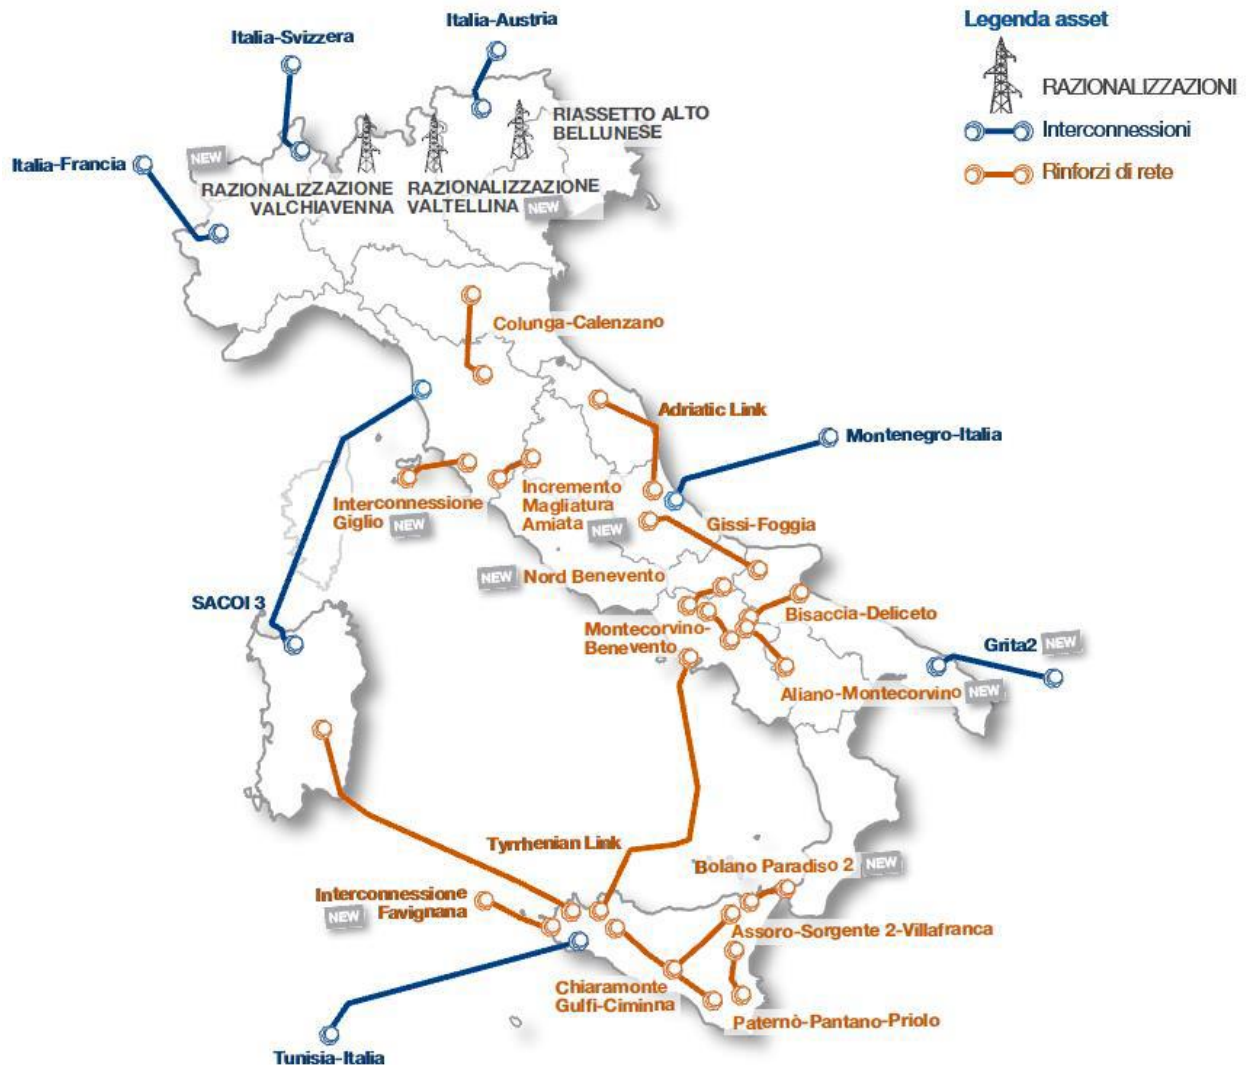 Italia-Austria
Legenda asset
Italia-Svizzera
RAZIONALIZZAZIONI
RIASSETTO ALTO
BELLUNESE
Interconnessioni
Italia-Francia
NEW
Rinforzi di rete
RAZIONALIZZAZIONE
VALCHIAVENNA
RAZIONALIZZAZIONE
VALTELLINA NEW
Colunga-Calenzano
Adriatic Link
Montenegro-Italia
Interconnessione
Giglio NEW
Incremento
Magliatura
Amiata NEW
Gissi-Foggia
NEW Nord Benevento
SACOI 3
Bisaccia-Deliceto
Montecorvino-
Benevento
Grita2 NEW
Aliano-Montecorvino NEW
Tyrrhenian Link
Bolano Paradiso 2 NEW
Interconnessione
NEW Favignana
Assoro-Sorgente 2-Villafranca
Chiaramonte
Gulfi-Ciminna
Paternò-Pantano-Priolo
Tunisia-Italia